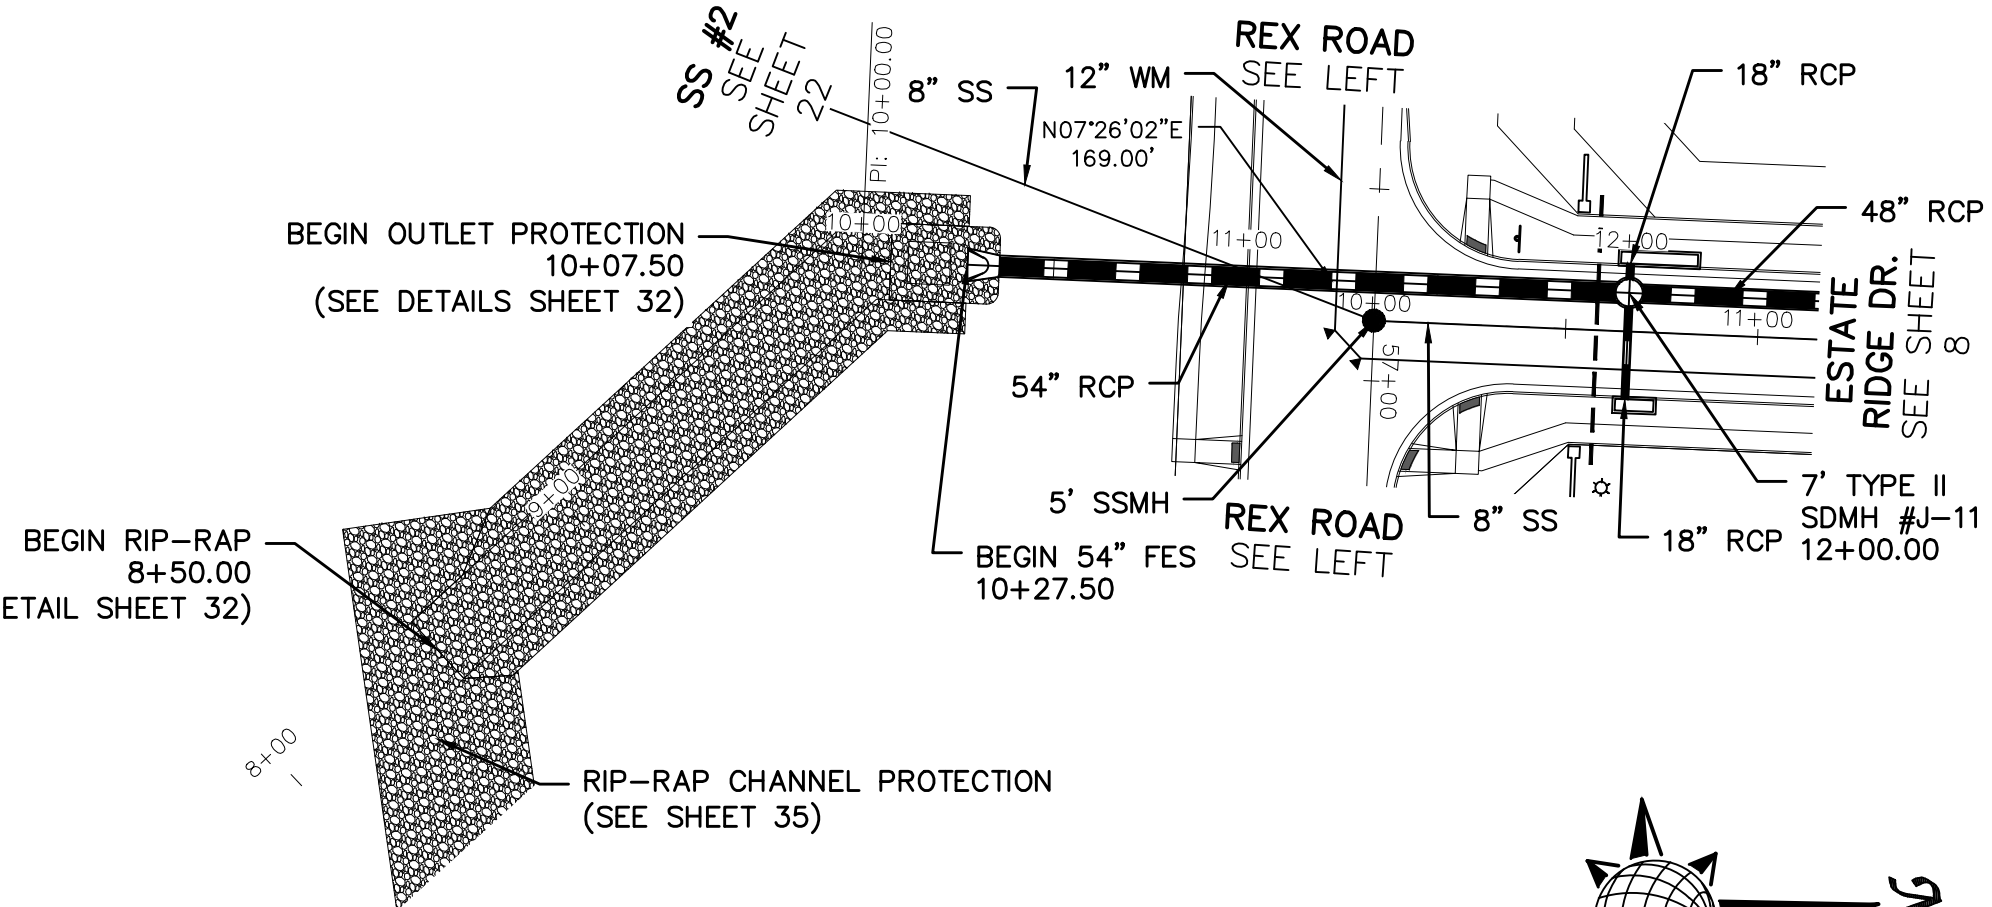 SS #2
SEE
SHEET
22
PI: 10+00.00
8" SS
12" WM
N07°26'02"E
169.00'
REX ROAD
SEE LEFT
18" RCP
48" RCP
BEGIN OUTLET PROTECTION
10+07.50
(SEE DETAILS SHEET 32)
10+00
11+00
12+00
10+00
11+00
57+00
ESTATE
RIDGE DR.
SEE SHEET
8
54" RCP
5' SSMH
REX ROAD
SEE LEFT
8" SS
18" RCP
7' TYPE II
SDMH #J-11
12+00.00
BEGIN 54" FES
10+27.50
9+00
BEGIN RIP-RAP
8+50.00
ETAIL SHEET 32)
8+00
RIP-RAP CHANNEL PROTECTION
(SEE SHEET 35)